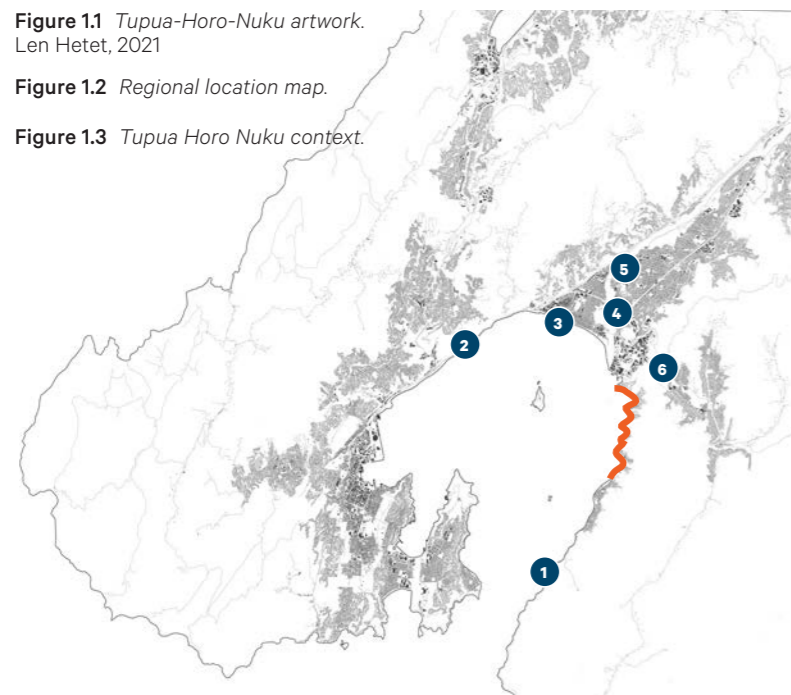 Figure 1.1 Tupua-Horo-Nuku artwork.
Len Hetet, 2021
Figure 1.2 Regional location map.
Figure 1.3 Tupua Horo Nuku context.
5
4
3
2
6
1